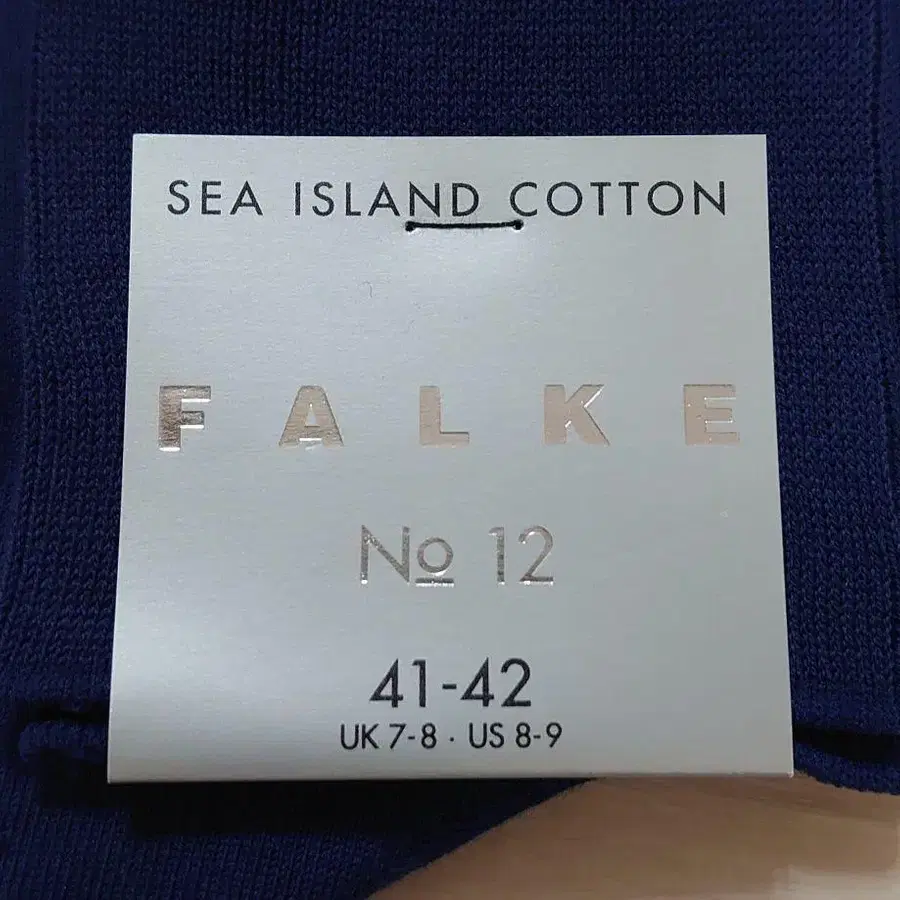 SEA ISLAND COTTON
FALKE
No 12
41-42
UK 7-8 · US 8-9